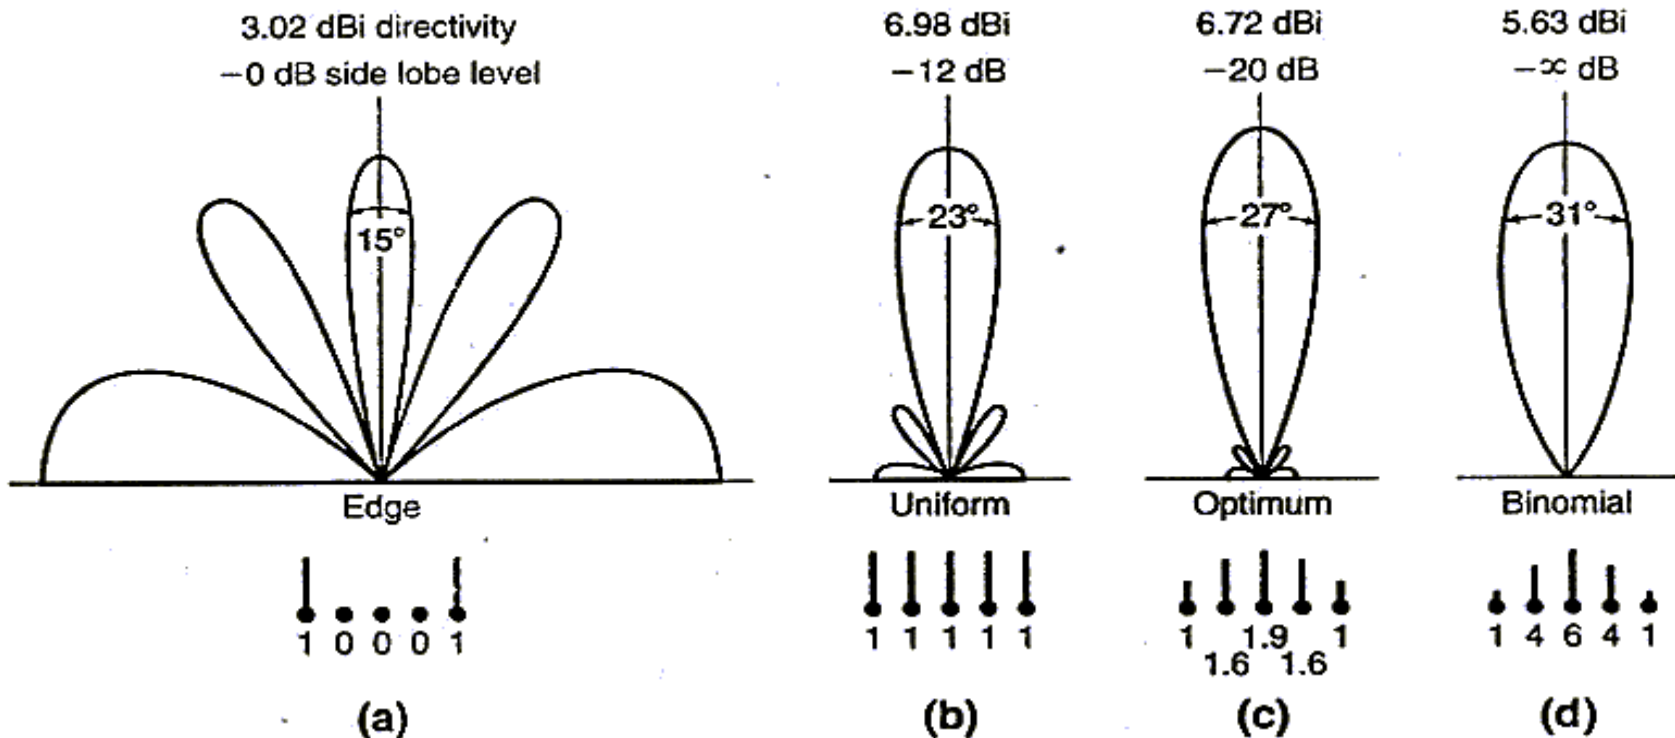 3.02 dBi directivity
−0 dB side lobe level
15°
Edge
1 0 0 0 1
(a)
6.98 dBi
−12 dB
23°
Uniform
1 1 1 1 1
(b)
6.72 dBi
−20 dB
27°
Optimum
1 1.9 1
1.6 1.6
(c)
5.63 dBi
−∞ dB
31°
Binomial
1 4 6 4 1
(d)